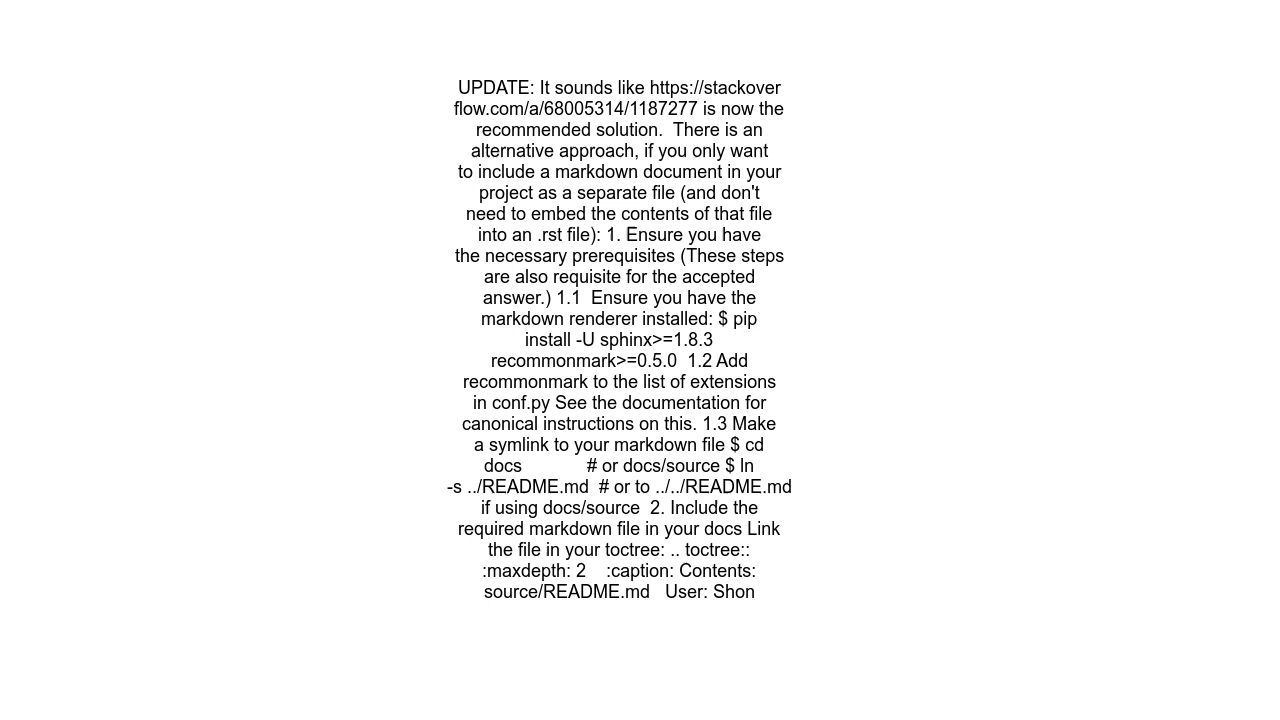 UPDATE: It sounds like https://stackover
flow.com/a/68005314/1187277 is now the
recommended solution.  There is an
alternative approach, if you only want
to include a markdown document in your
project as a separate file (and don't
need to embed the contents of that file
into an .rst file): 1. Ensure you have
the necessary prerequisites (These steps
are also requisite for the accepted
answer.) 1.1  Ensure you have the
markdown renderer installed: $ pip
install -U sphinx>=1.8.3
recommonmark>=0.5.0  1.2 Add
recommonmark to the list of extensions
in conf.py See the documentation for
canonical instructions on this. 1.3 Make
a symlink to your markdown file $ cd
docs             # or docs/source $ ln
-s ../README.md  # or to ../../README.md
if using docs/source  2. Include the
required markdown file in your docs Link
the file in your toctree: .. toctree::
:maxdepth: 2    :caption: Contents:
source/README.md   User: Shon